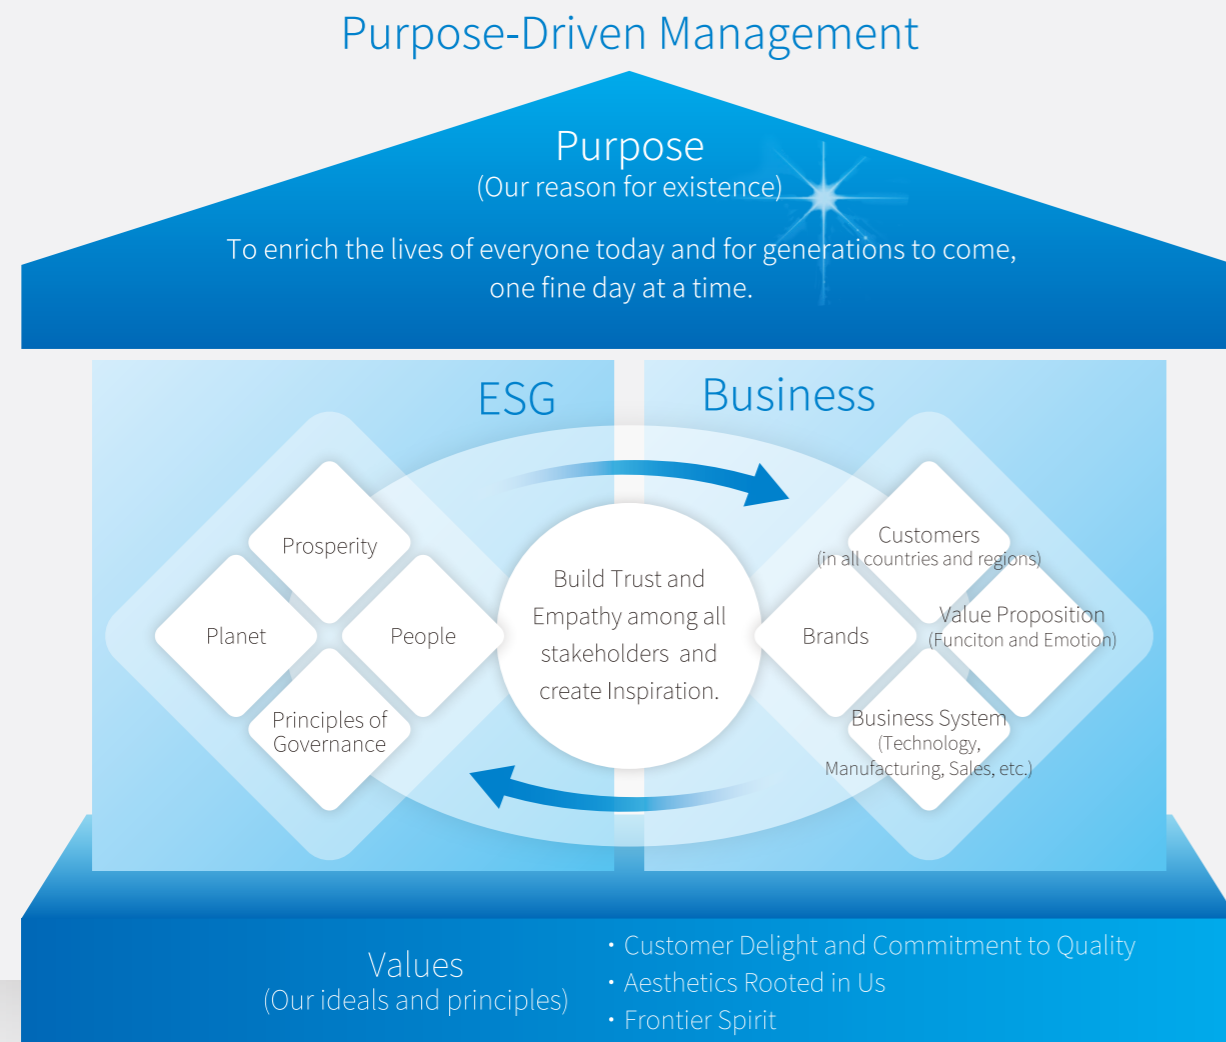 Purpose-Driven Management
Purpose
(Our reason for existence)
To enrich the lives of everyone today and for generations to come,
one fine day at a time.
ESG
Prosperity
Planet
People
Principles of
Governance
Build Trust and
Empathy among all
stakeholders and
create Inspiration.
Business
Customers
(in all countries and regions)
Brands
Value Proposition
(Funciton and Emotion)
Business System
(Technology,
Manufacturing, Sales, etc.)
Values
(Our ideals and principles)
・Customer Delight and Commitment to Quality
・Aesthetics Rooted in Us
・Frontier Spirit